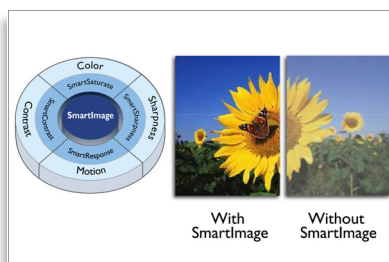 Color
SmartSaturate
Contrast
SmartContrast
SmartImage
SmartSharpness
Sharpness
SmartResponse
Motion
With
SmartImage
Without
SmartImage